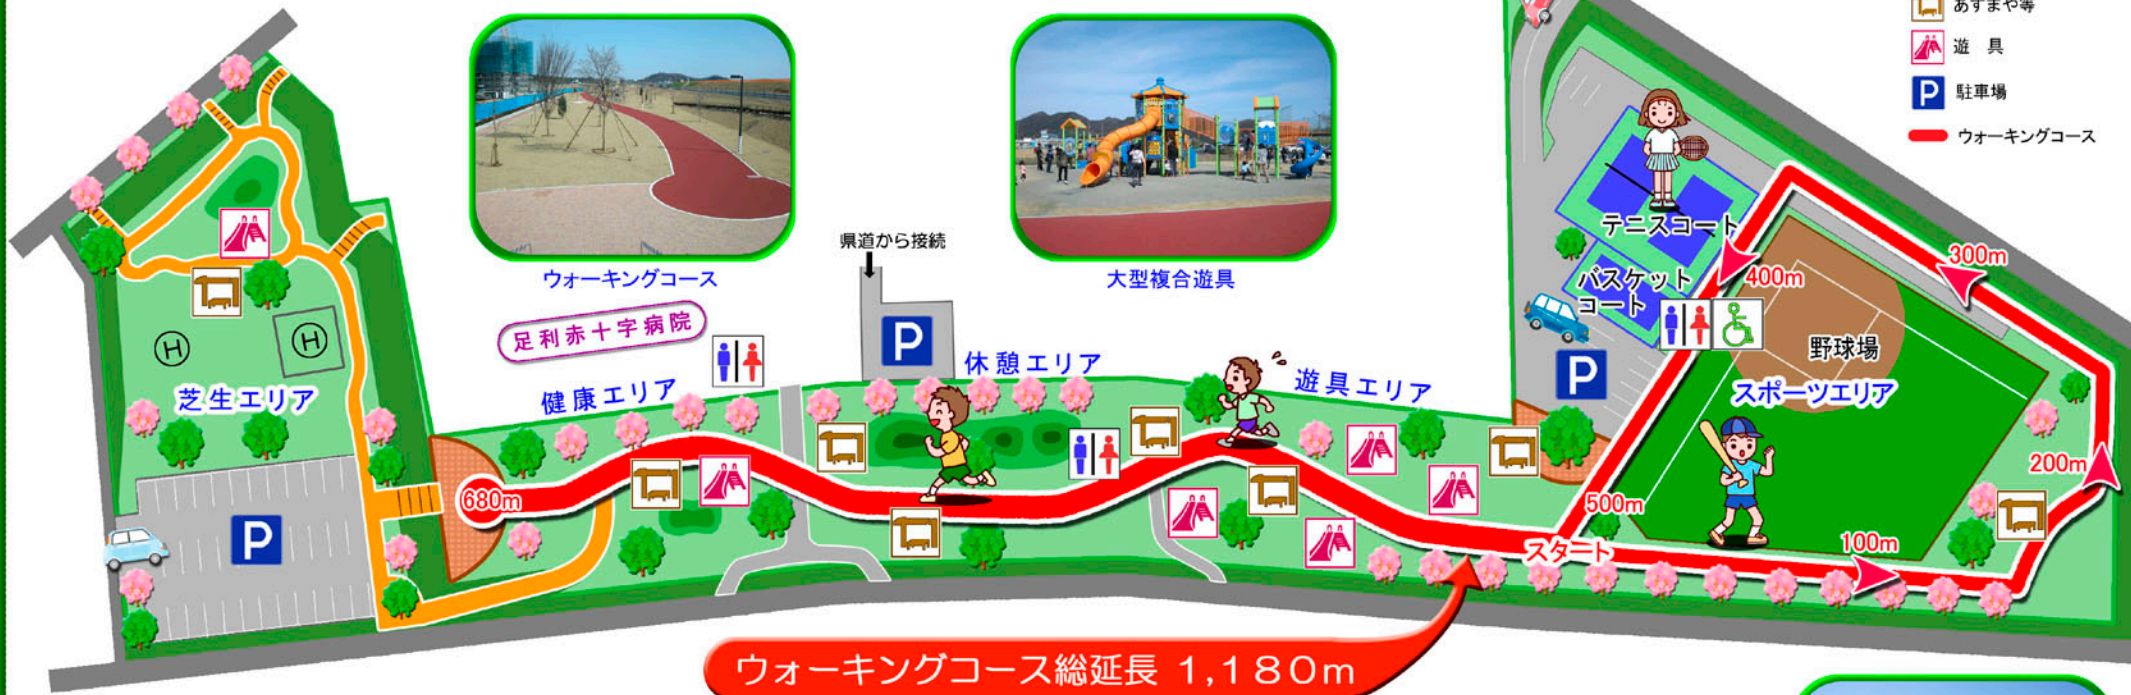 あずまや等
遊 具
P 駐車場
ウォーキングコース
ウォーキングコース
大型複合遊具
県道から接続
足利赤十字病院
P
健康エリア
休憩エリア
遊具エリア
芝生エリア
H
H
P
テニスコート
バスケット
コート
P
野球場
スポーツエリア
300m
400m
200m
500m
100m
スタート
680m
ウォーキングコース総延長 1,180m